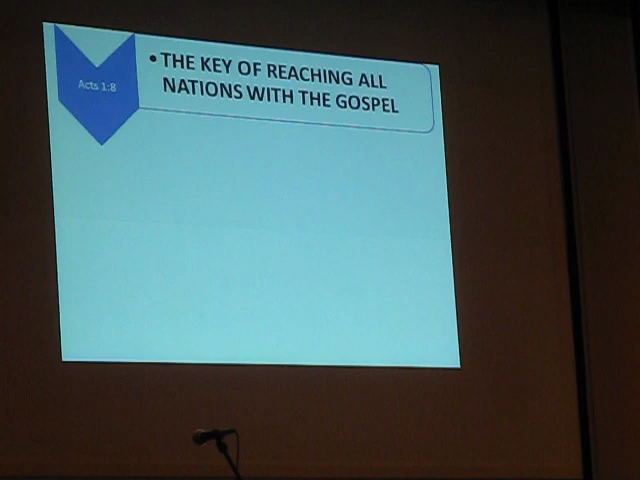 Acts 1:8
• THE KEY OF REACHING ALL
NATIONS WITH THE GOSPEL